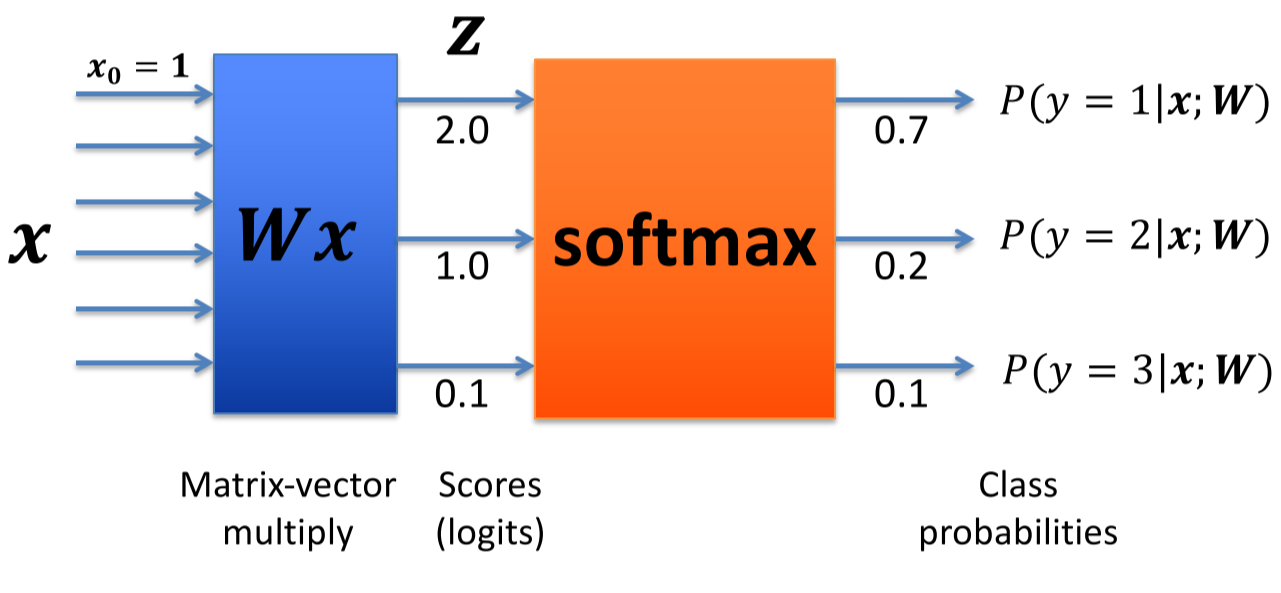 z
x₀ = 1
2.0
0.7
P(y = 1|x; W)
x
Wx
1.0
softmax
0.2
P(y = 2|x; W)
0.1
0.1
P(y = 3|x; W)
Matrix-vector
multiply
Scores
(logits)
Class
probabilities